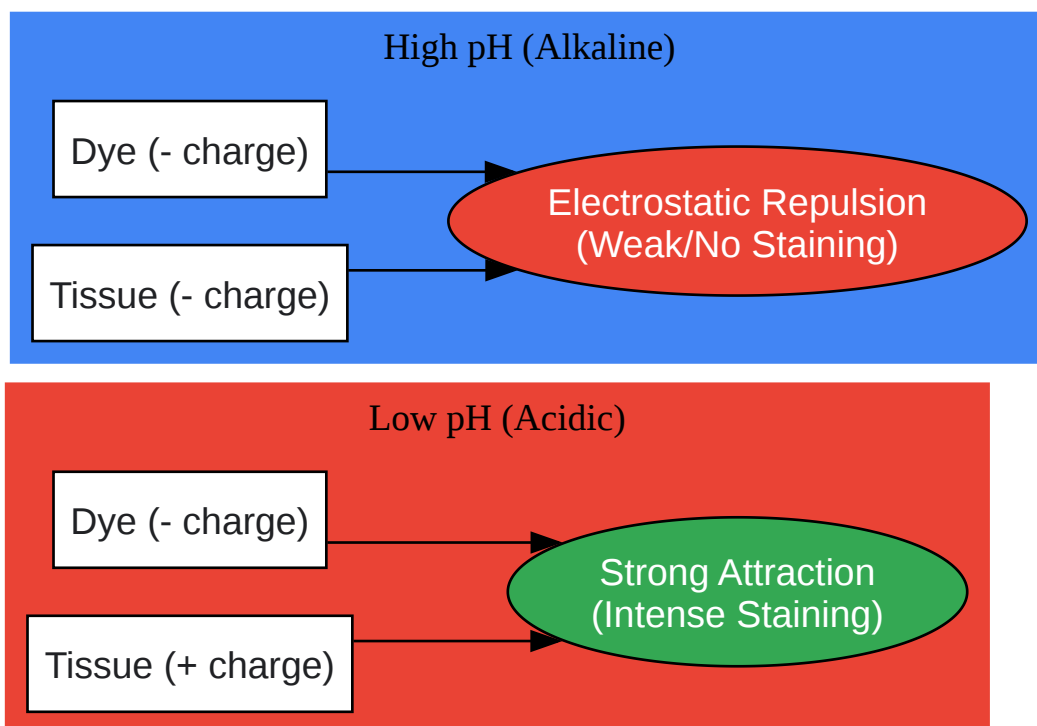 High pH (Alkaline)
Dye (- charge)
Electrostatic Repulsion
(Weak/No Staining)
Tissue (- charge)
Low pH (Acidic)
Dye (- charge)
Strong Attraction
(Intense Staining)
Tissue (+ charge)